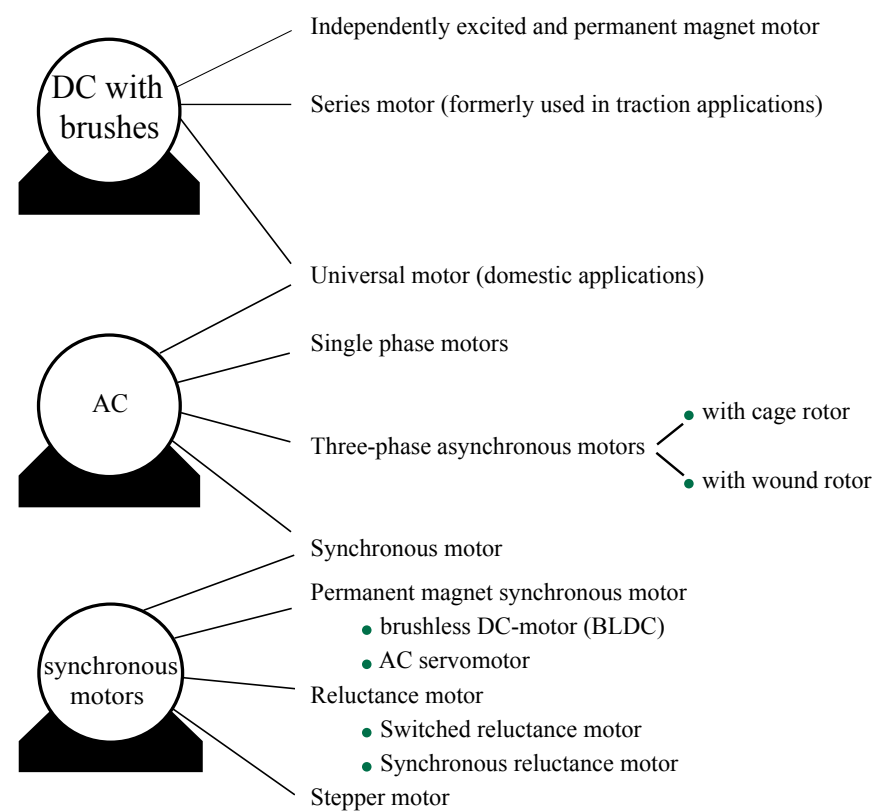 DC with
brushes
Independently excited and permanent magnet motor
Series motor (formerly used in traction applications)
Universal motor (domestic applications)
AC
Single phase motors
Three-phase asynchronous motors
with cage rotor
with wound rotor
Synchronous motor
synchronous
motors
Permanent magnet synchronous motor
brushless DC-motor (BLDC)
AC servomotor
Reluctance motor
Switched reluctance motor
Synchronous reluctance motor
Stepper motor